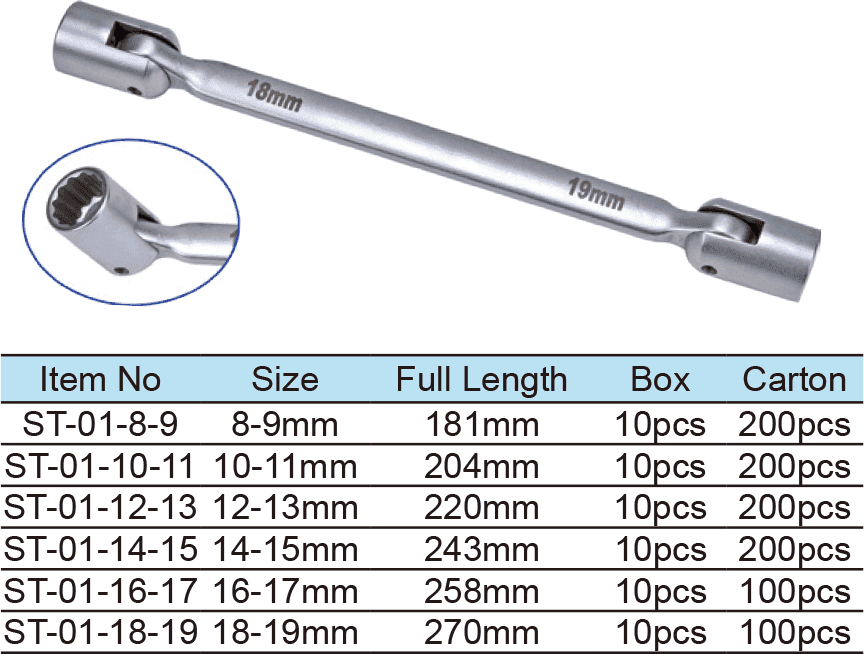 18mm
19mm
Item No Size Full Length Box Carton
ST-01-8-9 8-9mm 181mm 10pcs 200pcs
ST-01-10-11 10-11mm 204mm 10pcs 200pcs
ST-01-12-13 12-13mm 220mm 10pcs 200pcs
ST-01-14-15 14-15mm 243mm 10pcs 200pcs
ST-01-16-17 16-17mm 258mm 10pcs 100pcs
ST-01-18-19 18-19mm 270mm 10pcs 100pcs